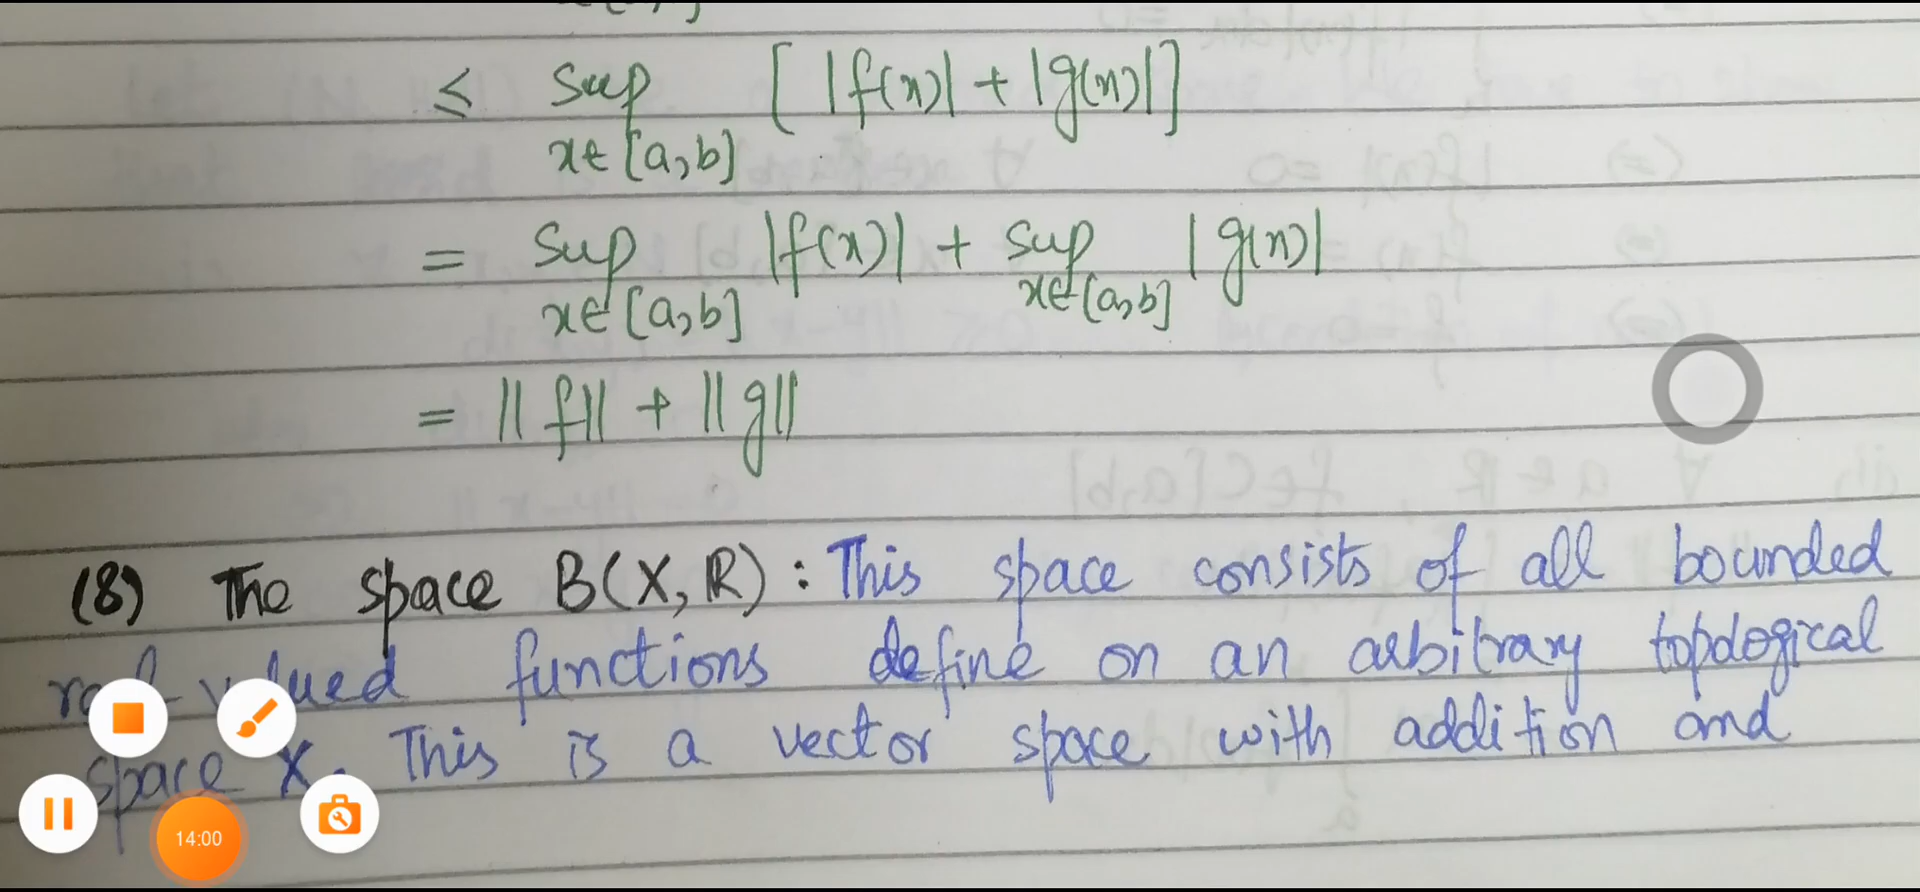 ≤ Sup [ |f(x)| + |g(x)| ]
x∈[a,b]
= Sup |f(x)| + Sup |g(x)|
x∈[a,b] x∈[a,b]
= ||f|| + ||g||
(8) The space B(X, ℝ) : This space consists of all bounded
functions define on an arbitrary topological
space X. This is a vector space with addition and
14:00